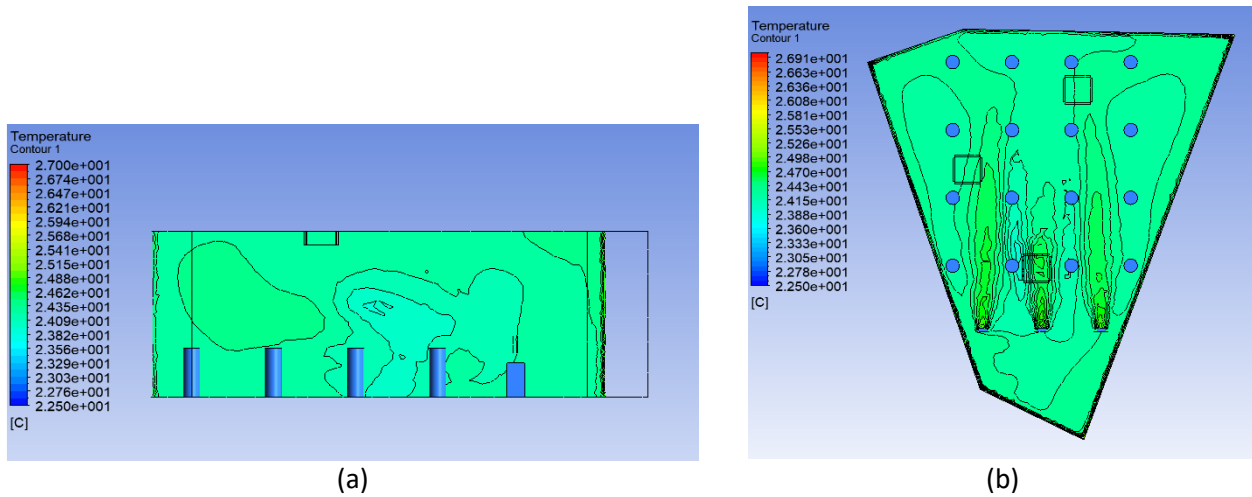 Temperature
Contour 1
2.700e+001
2.674e+001
2.647e+001
2.621e+001
2.594e+001
2.568e+001
2.541e+001
2.515e+001
2.488e+001
2.462e+001
2.435e+001
2.409e+001
2.382e+001
2.356e+001
2.329e+001
2.303e+001
2.276e+001
2.250e+001
[C]
(a)
Temperature
Contour 1
2.691e+001
2.663e+001
2.636e+001
2.608e+001
2.581e+001
2.553e+001
2.526e+001
2.498e+001
2.470e+001
2.443e+001
2.415e+001
2.388e+001
2.360e+001
2.333e+001
2.305e+001
2.278e+001
2.250e+001
[C]
(b)